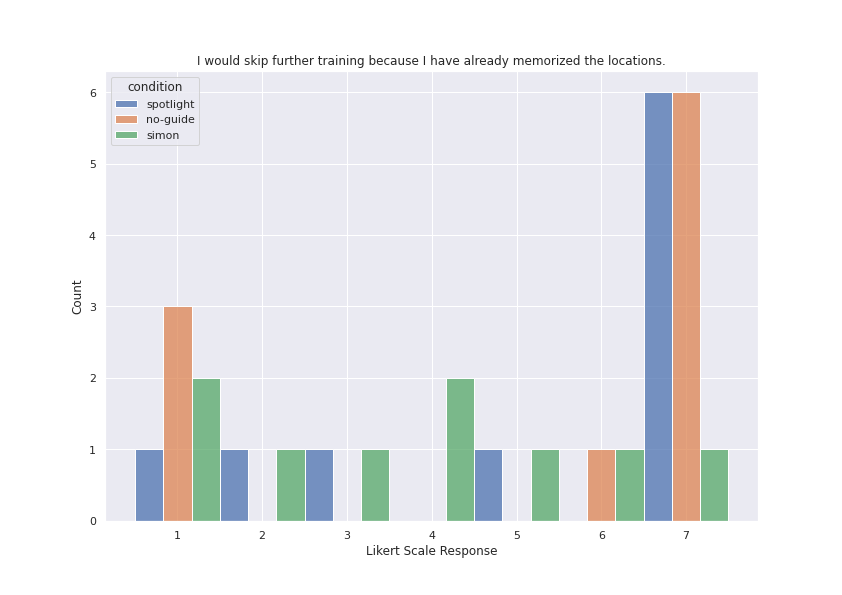 I would skip further training because I have already memorized the locations.
condition
spotlight
no-guide
simon
6
5
4
3
2
1
0
Count
1 2 3 4 5 6 7
Likert Scale Response